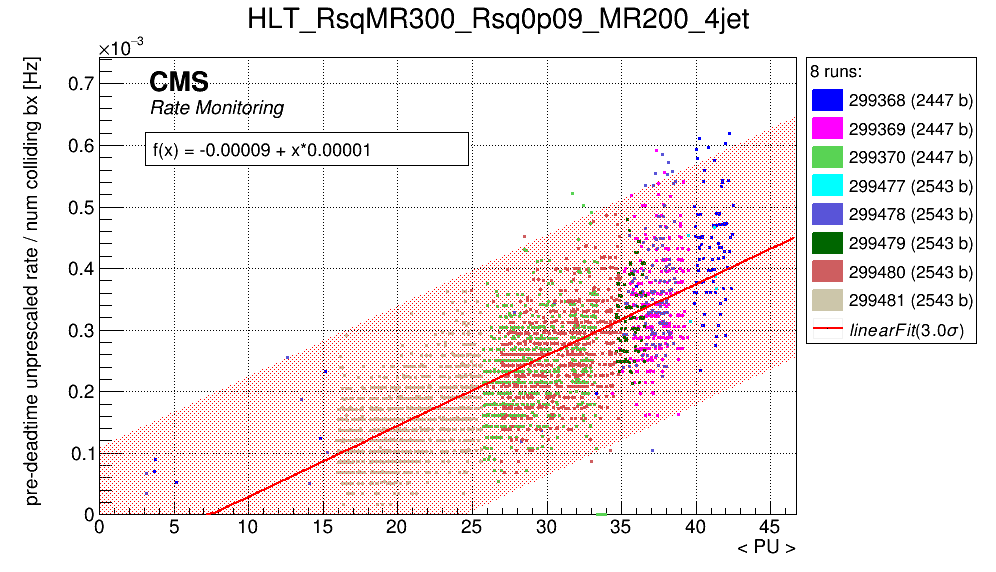 HLT_RsqMR300_Rsq0p09_MR200_4jet
×10⁻³
CMS
Rate Monitoring
f(x) = -0.00009 + x*0.00001
pre-deadtime unprescaled rate / num colliding bx [Hz]
0.7
0.6
0.5
0.4
0.3
0.2
0.1
0
0 5 10 15 20 25 30 35 40 45
< PU >
8 runs:
299368 (2447 b)
299369 (2447 b)
299370 (2447 b)
299477 (2543 b)
299478 (2543 b)
299479 (2543 b)
299480 (2543 b)
299481 (2543 b)
linearFit(3.0σ)